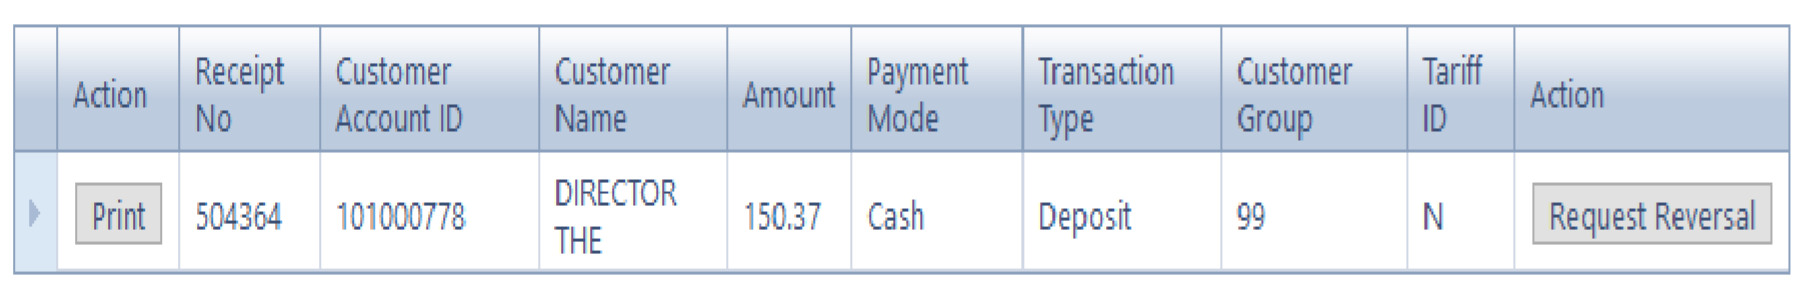 Action Receipt No Customer Account ID Customer Name Amount Payment Mode Transaction Type Customer Group Tariff ID Action
Print 504364 101000778 DIRECTOR THE 150.37 Cash Deposit 99 N Request Reversal